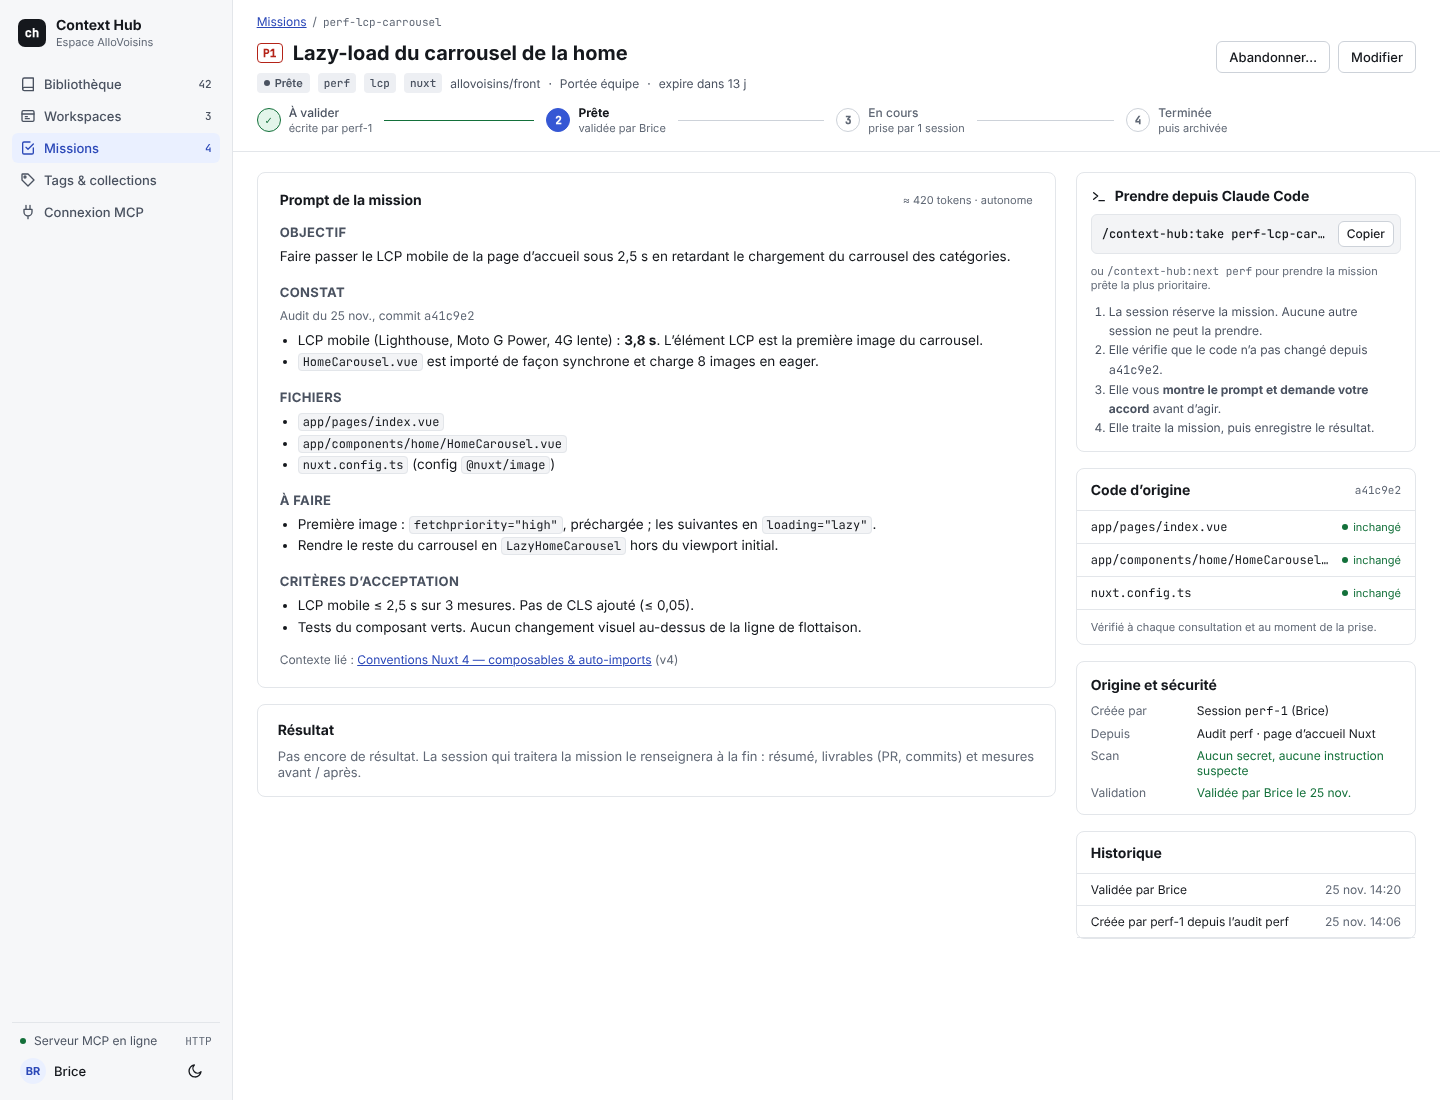 ch
Context Hub
Espace AlloVoisins
Bibliothèque 42
Workspaces 3
Missions 4
Tags & collections
Connexion MCP
Serveur MCP en ligne HTTP
BR Brice
Missions / perf-lcp-carrousel
P1 Lazy-load du carrousel de la home
Abandonner… Modifier
Prête perf lcp nuxt allovoisins/front · Portée équipe · expire dans 13 j
✓ À valider
écrite par perf-1
2 Prête
validée par Brice
3 En cours
prise par 1 session
4 Terminée
puis archivée
Prompt de la mission ≈ 420 tokens · autonome
OBJECTIF
Faire passer le LCP mobile de la page d’accueil sous 2,5 s en retardant le chargement du carrousel des catégories.
CONSTAT
Audit du 25 nov., commit a41c9e2
• LCP mobile (Lighthouse, Moto G Power, 4G lente) : 3,8 s. L’élément LCP est la première image du carrousel.
• HomeCarousel.vue est importé de façon synchrone et charge 8 images en eager.
FICHIERS
• app/pages/index.vue
• app/components/home/HomeCarousel.vue
• nuxt.config.ts (config @nuxt/image)
À FAIRE
• Première image : fetchpriority="high", préchargée ; les suivantes en loading="lazy".
• Rendre le reste du carrousel en LazyHomeCarousel hors du viewport initial.
CRITÈRES D’ACCEPTATION
• LCP mobile ≤ 2,5 s sur 3 mesures. Pas de CLS ajouté (≤ 0,05).
• Tests du composant verts. Aucun changement visuel au-dessus de la ligne de flottaison.
Contexte lié : Conventions Nuxt 4 — composables & auto-imports (v4)
Résultat
Pas encore de résultat. La session qui traitera la mission le renseignera à la fin : résumé, livrables (PR, commits) et mesures
avant / après.
Prendre depuis Claude Code
/context-hub:take perf-lcp-car… Copier
ou /context-hub:next perf pour prendre la mission
prête la plus prioritaire.
1. La session réserve la mission. Aucune autre
session ne peut la prendre.
2. Elle vérifie que le code n’a pas changé depuis
a41c9e2.
3. Elle vous montre le prompt et demande votre
accord avant d’agir.
4. Elle traite la mission, puis enregistre le résultat.
Code d’origine a41c9e2
app/pages/index.vue inchangé
app/components/home/HomeCarousel… inchangé
nuxt.config.ts inchangé
Vérifié à chaque consultation et au moment de la prise.
Origine et sécurité
Créée par Session perf-1 (Brice)
Depuis Audit perf · page d’accueil Nuxt
Scan Aucun secret, aucune instruction
suspecte
Validation Validée par Brice le 25 nov.
Historique
Validée par Brice 25 nov. 14:20
Créée par perf-1 depuis l’audit perf 25 nov. 14:06